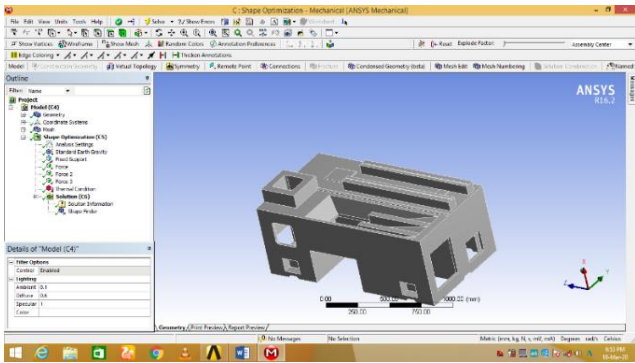 C : Shape Optimization - Mechanical [ANSYS Mechanical]
File Edit View Units Tools Help Solve ?/Show Errors
Show Vertices Wireframe Show Mesh Random Colors Annotation Preferences Reset Explode Factor: Assembly Center
Edge Coloring Thicken Annotations
Model Virtual Topology Symmetry Remote Point Connections Condensed Geometry (beta) Mesh Edit Mesh Numbering Named
Outline
Filter: Name
Project
Model (C4)
Geometry
Coordinate Systems
Mesh
Shape Optimization (C5)
Analysis Settings
Standard Earth Gravity
Fixed Support
Force
Force 2
Force 3
Thermal Condition
Solution (C6)
Solution Information
Shape Finder
ANSYS
R16.2
Messages
Details of "Model (C4)"
Filter Options
Control Enabled
Lighting
Ambient 0.1
Diffuse 0.6
Specular 1
Color
0.00 1000.00 (mm)
250.00 750.00
Geometry Print Preview Report Preview
No Messages No Selection Metric (mm, kg, N, s, mV, mA) Degrees rad/s Celsius